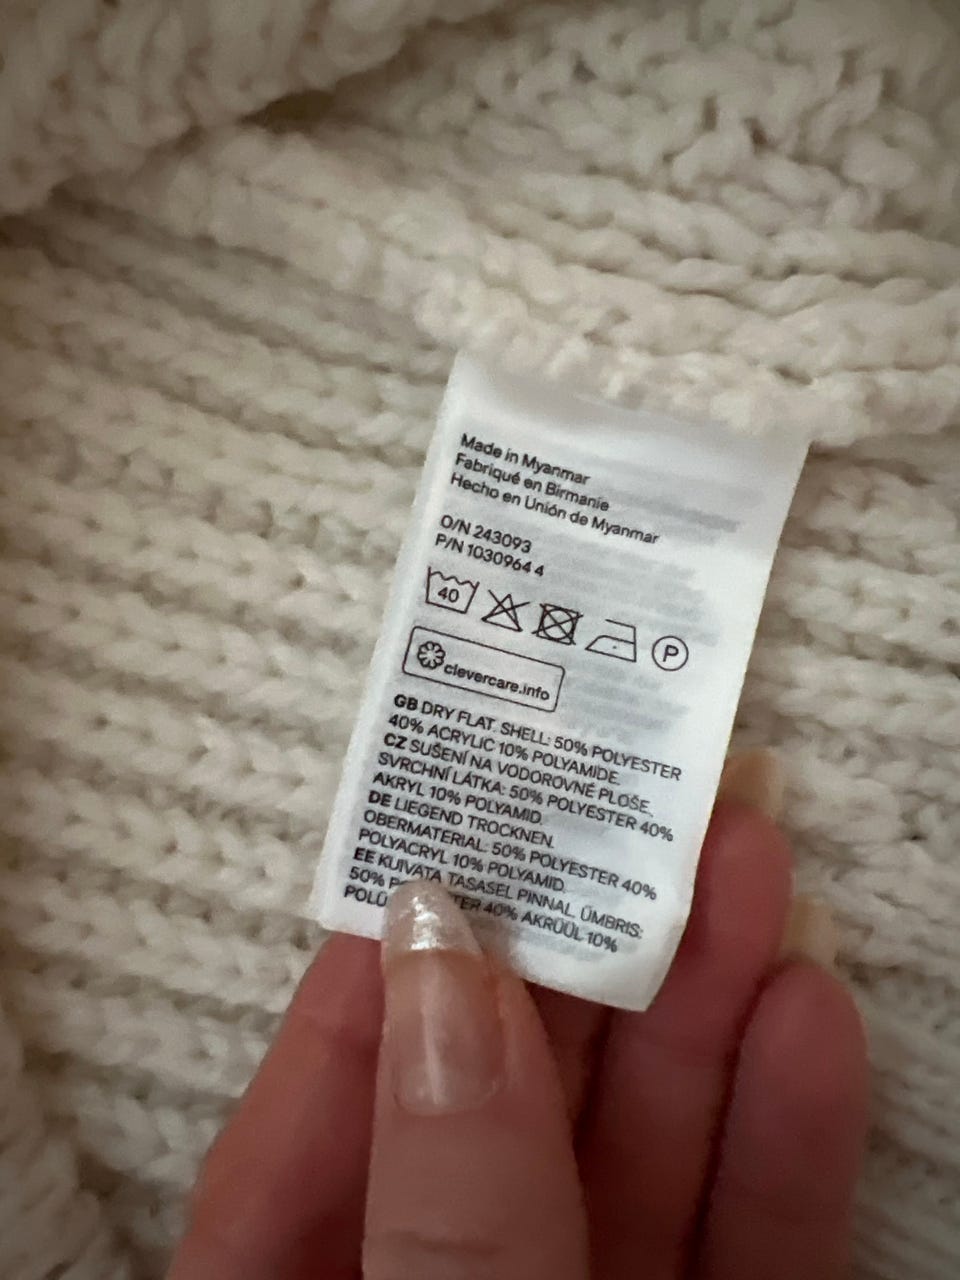 Made in Myanmar
Fabriqué en Birmanie
Hecho en Unión de Myanmar
O/N 243093
P/N 1030964 4
40 P
clevercare.info
GB DRY FLAT. SHELL: 50% POLYESTER
40% ACRYLIC 10% POLYAMIDE.
CZ SUŠENÍ NA VODOROVNÉ PLOŠE.
SVRCHNÍ LÁTKA: 50% POLYESTER 40%
AKRYL 10% POLYAMID.
DE LIEGEND TROCKNEN.
OBERMATERIAL: 50% POLYESTER 40%
POLYACRYL 10% POLYAMID.
EE KUIVATA TASASEL PINNAL. ÜMBRIS:
50% 40% AKRÜÜL 10%